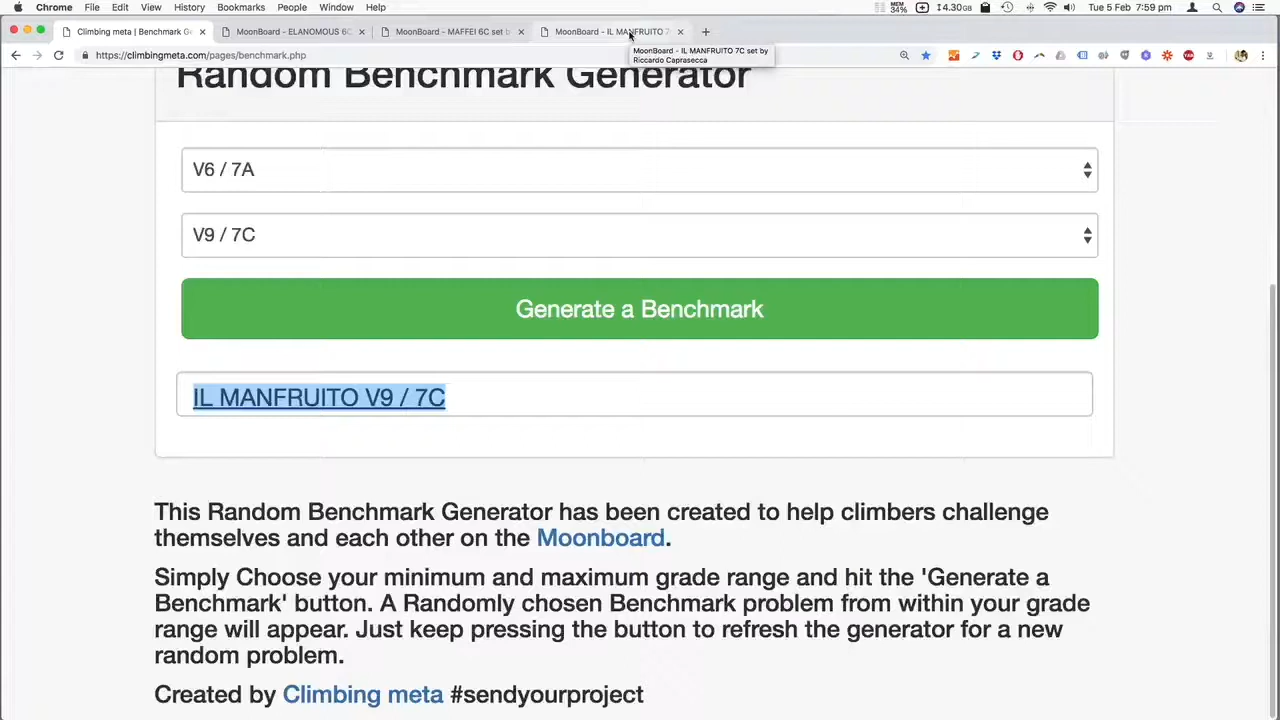 Chrome File Edit View History Bookmarks People Window Help MEM 34% 4.30GB Tue 5 Feb 7:59 pm
Climbing meta | Benchmark Ge MoonBoard - ELANOMOUS 6C MoonBoard - MAFFEI 6C set b MoonBoard - IL MANFRUITO 7
MoonBoard - IL MANFRUITO 7C set by
Riccardo Caprasecca
https://climbingmeta.com/pages/benchmark.php
Random Benchmark Generator
V6 / 7A
V9 / 7C
Generate a Benchmark
IL MANFRUITO V9 / 7C
This Random Benchmark Generator has been created to help climbers challenge
themselves and each other on the Moonboard.
Simply Choose your minimum and maximum grade range and hit the 'Generate a
Benchmark' button. A Randomly chosen Benchmark problem from within your grade
range will appear. Just keep pressing the button to refresh the generator for a new
random problem.
Created by Climbing meta #sendyourproject